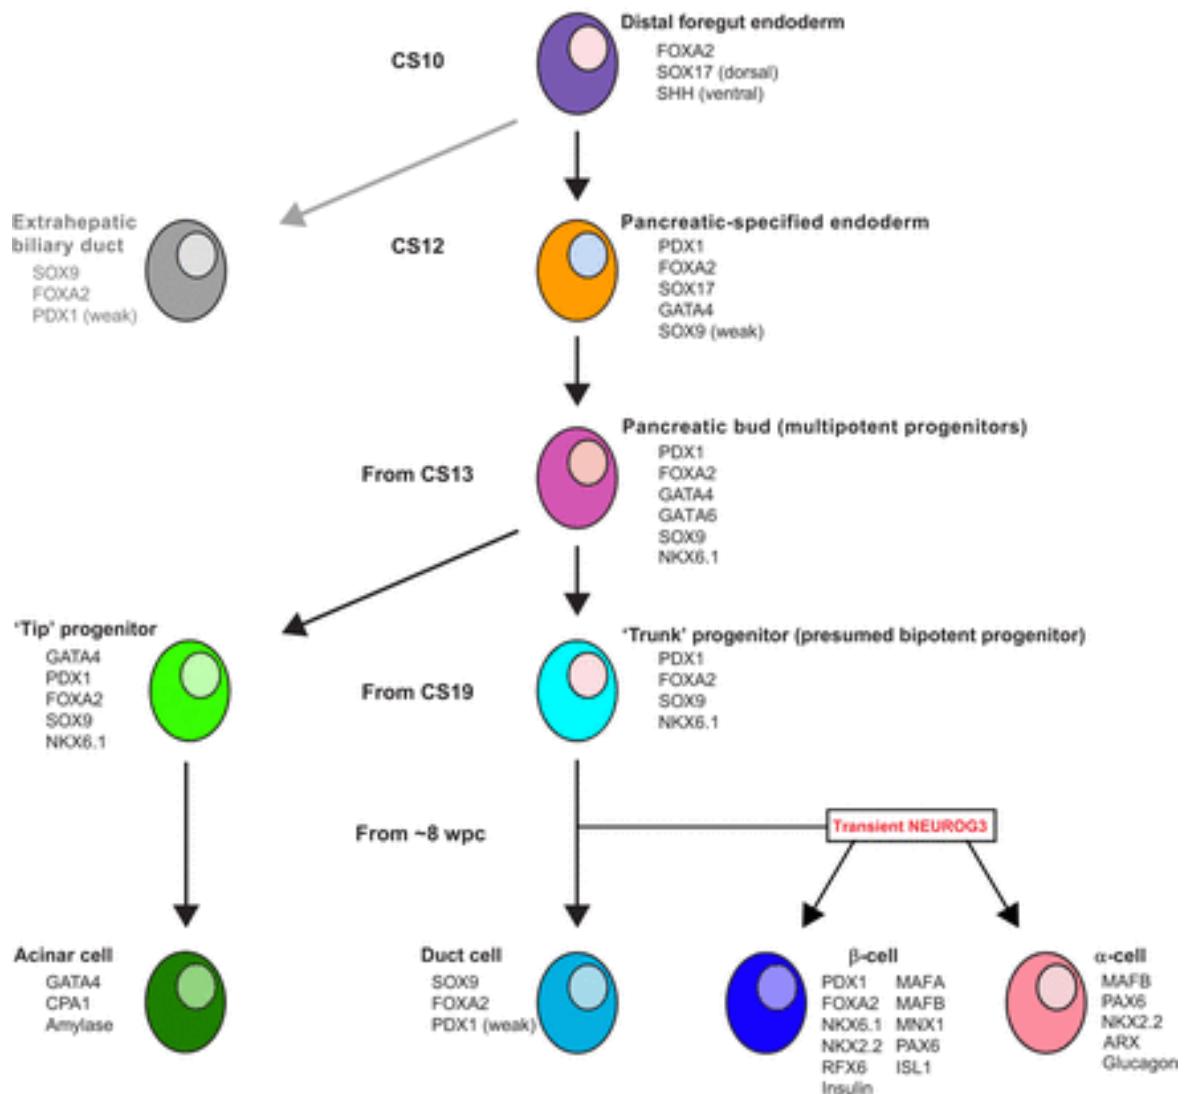 Distal foregut endoderm
FOXA2
CS10
SOX17 (dorsal)
SHH (ventral)
Extrahepatic
biliary duct
SOX9
FOXA2
PDX1 (weak)
CS12
Pancreatic-specified endoderm
PDX1
FOXA2
SOX17
GATA4
SOX9 (weak)
From CS13
Pancreatic bud (multipotent progenitors)
PDX1
FOXA2
GATA4
GATA6
SOX9
NKX6.1
'Tip' progenitor
GATA4
PDX1
FOXA2
SOX9
NKX6.1
From CS19
'Trunk' progenitor (presumed bipotent progenitor)
PDX1
FOXA2
SOX9
NKX6.1
From ~8 wpc
Transient NEUROG3
Acinar cell
GATA4
CPA1
Amylase
Duct cell
SOX9
FOXA2
PDX1 (weak)
β-cell
PDX1 MAFA
FOXA2 MAFB
NKX6.1 MNX1
NKX2.2 PAX6
RFX6 ISL1
Insulin
α-cell
MAFB
PAX6
NKX2.2
ARX
Glucagon